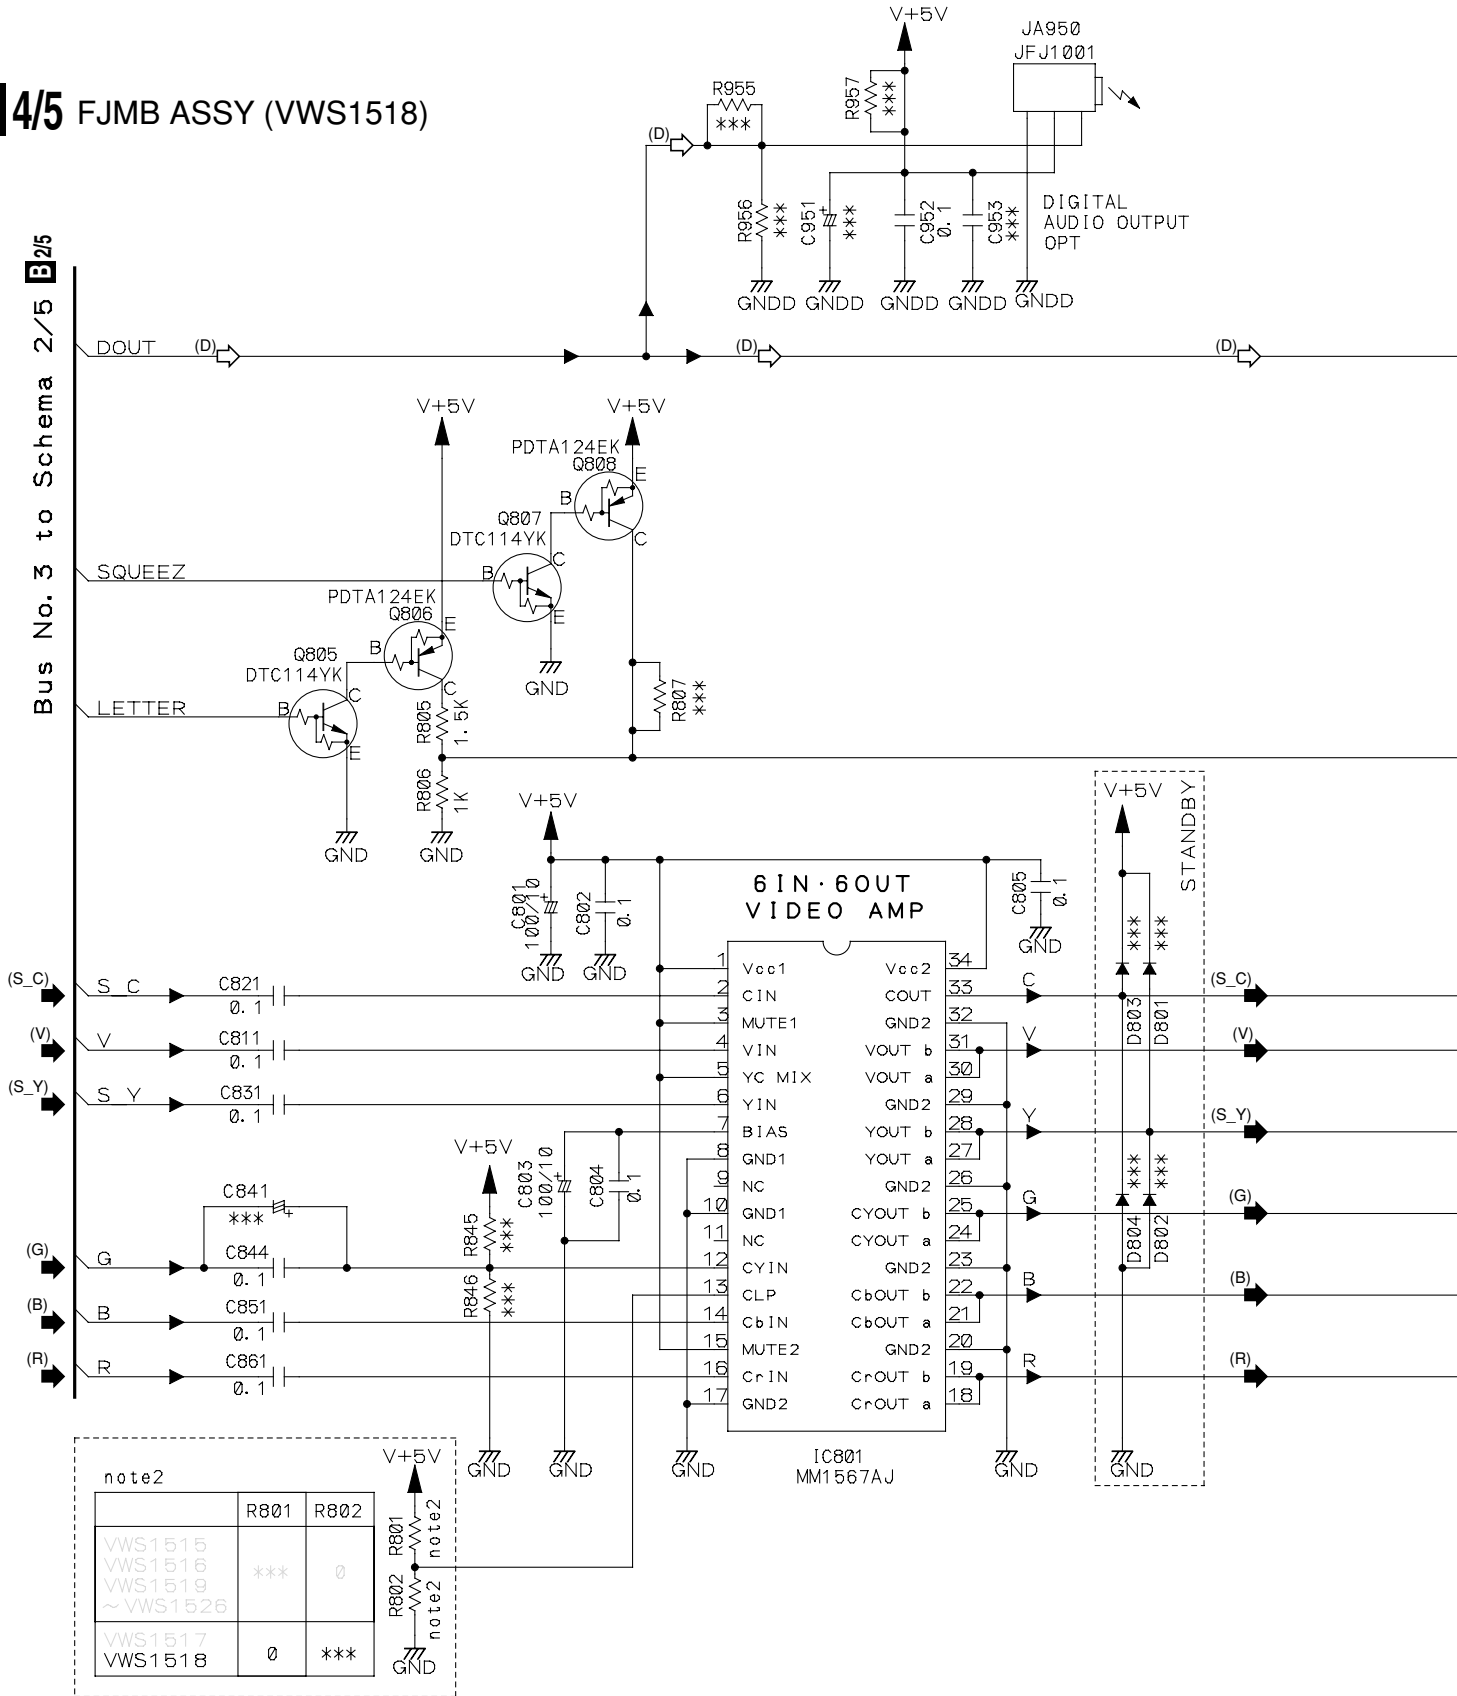 4/5 FJMB ASSY (VWS1518)
V+5V
JA950
JFJ1001
R955
***
R957
***
(D)
R956
***
C951
+
***
C952
0.1
C953
***
DIGITAL
AUDIO OUTPUT
OPT
GNDD GNDD GNDD GNDD GNDD
Bus No. 3 to Schema 2/5 B 2/5
DOUT (D) (D) (D)
V+5V V+5V
PDTA124EK
Q808
E
B
C
Q807
DTC114YK
C
B
E
SQUEEZ
PDTA124EK
Q806
E
B
C
GND
Q805
DTC114YK
C
B
E
LETTER
R805
1.5K
R807
***
R806
1K
GND GND
V+5V
C801
100/10
+
C802
0.1
GND GND
6IN·6OUT
VIDEO AMP
C805
0.1
GND
V+5V
STANDBY
***
***
D803
D801
***
***
D804
D802
GND
(S_C) S_C C821
0.1
(V) V C811
0.1
(S_Y) S_Y C831
0.1
V+5V
C803
100/10
+
C804
0.1
C841
***
+
R845
***
(G) G C844
0.1
R846
***
(B) B C851
0.1
(R) R C861
0.1
1 Vcc1 Vcc2 34
2 CIN COUT 33 C (S_C)
3 MUTE1 GND2 32
4 VIN VOUT b 31 V (V)
5 YC MIX VOUT a 30
6 YIN GND2 29
7 BIAS YOUT b 28 Y (S_Y)
8 GND1 YOUT a 27
9 NC GND2 26
10 GND1 CYOUT b 25 G (G)
11 NC CYOUT a 24
12 CYIN GND2 23
13 CLP CbOUT b 22 B (B)
14 CbIN CbOUT a 21
15 MUTE2 GND2 20
16 CrIN CrOUT b 19 R (R)
17 GND2 CrOUT a 18
GND GND GND GND
IC801
MM1567AJ
note2
R801 R802
VWS1515
VWS1516
VWS1519
~VWS1526
*** 0
VWS1517
VWS1518
0 ***
V+5V
R801
note2
R802
note2
GND